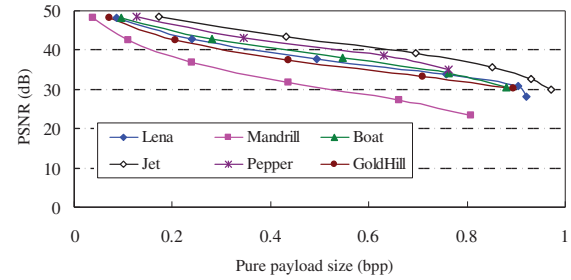 50
40
30
20
10
0
PSNR (dB)
Lena Mandrill Boat
Jet Pepper GoldHill
0 0.2 0.4 0.6 0.8 1
Pure payload size (bpp)